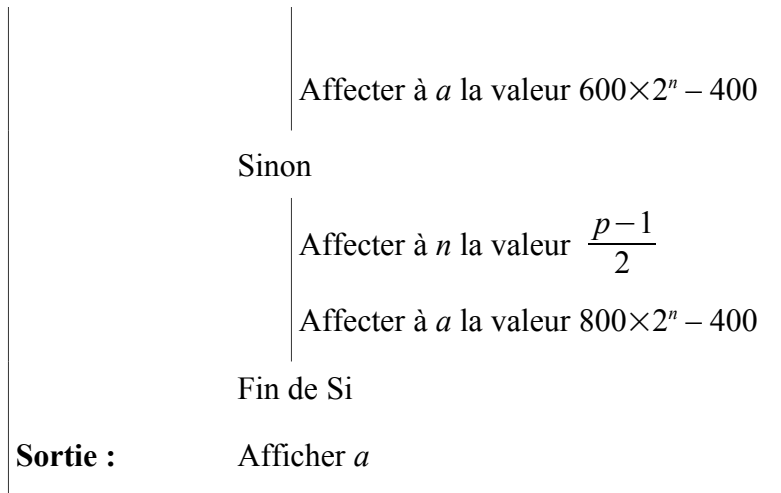 Affecter à a la valeur 600×2ⁿ – 400
Sinon
Affecter à n la valeur (p−1)/2
Affecter à a la valeur 800×2ⁿ – 400
Fin de Si
Sortie : Afficher a